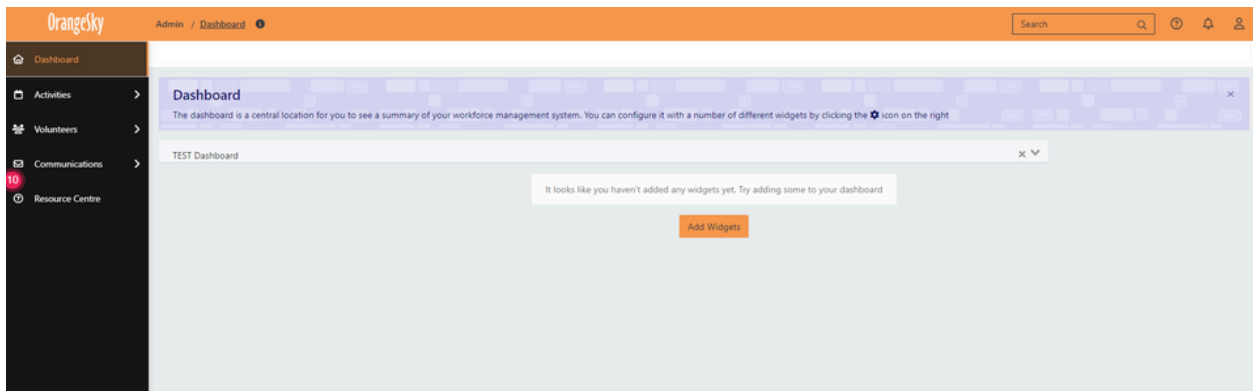 OrangeSky
Admin / Dashboard
Search
Dashboard
Activities
Volunteers
Communications
10
Resource Centre
Dashboard
The dashboard is a central location for you to see a summary of your workforce management system. You can configure it with a number of different widgets by clicking the icon on the right
TEST Dashboard
It looks like you haven't added any widgets yet. Try adding some to your dashboard
Add Widgets